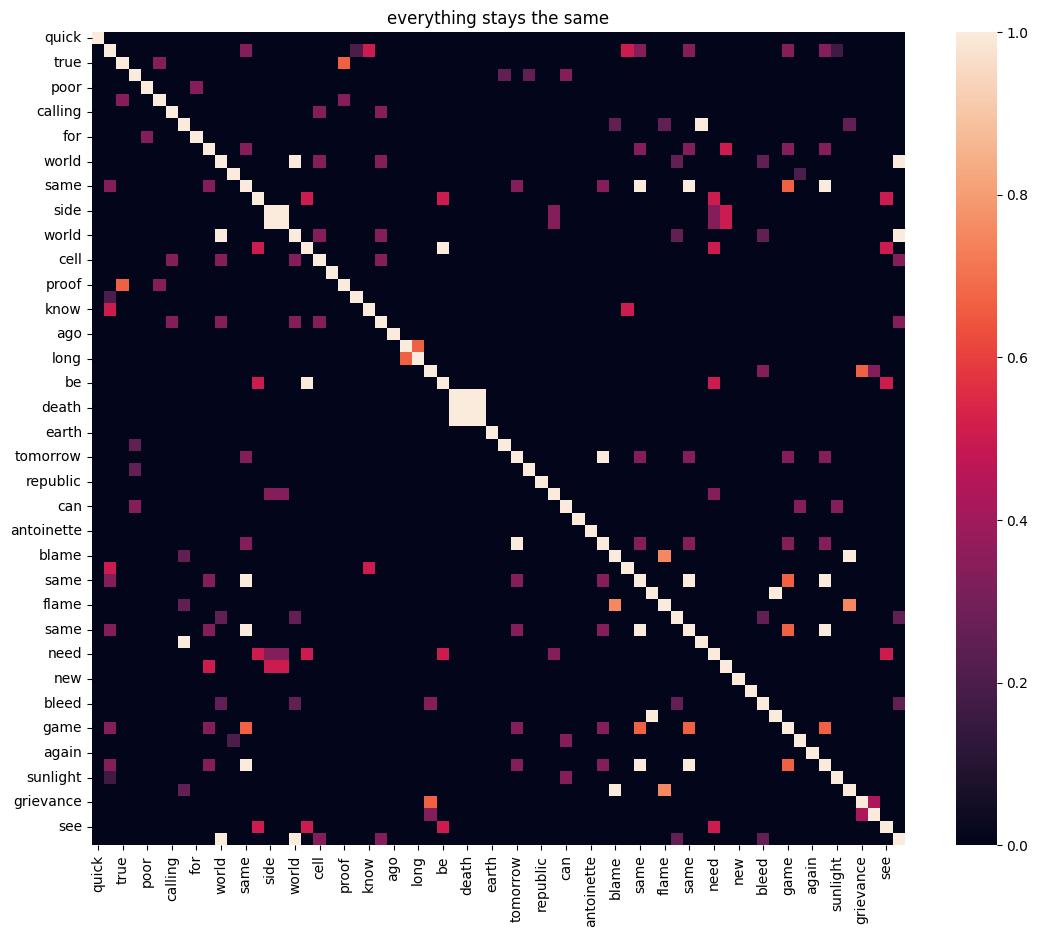 everything stays the same
quick
true
poor
calling
for
world
same
side
world
cell
proof
know
ago
long
be
death
earth
tomorrow
republic
can
antoinette
blame
same
flame
same
need
new
bleed
game
again
sunlight
grievance
see
1.0
0.8
0.6
0.4
0.2
0.0
quick
true
poor
calling
for
world
same
side
world
cell
proof
know
ago
long
be
death
earth
tomorrow
republic
can
antoinette
blame
same
flame
same
need
new
bleed
game
again
sunlight
grievance
see